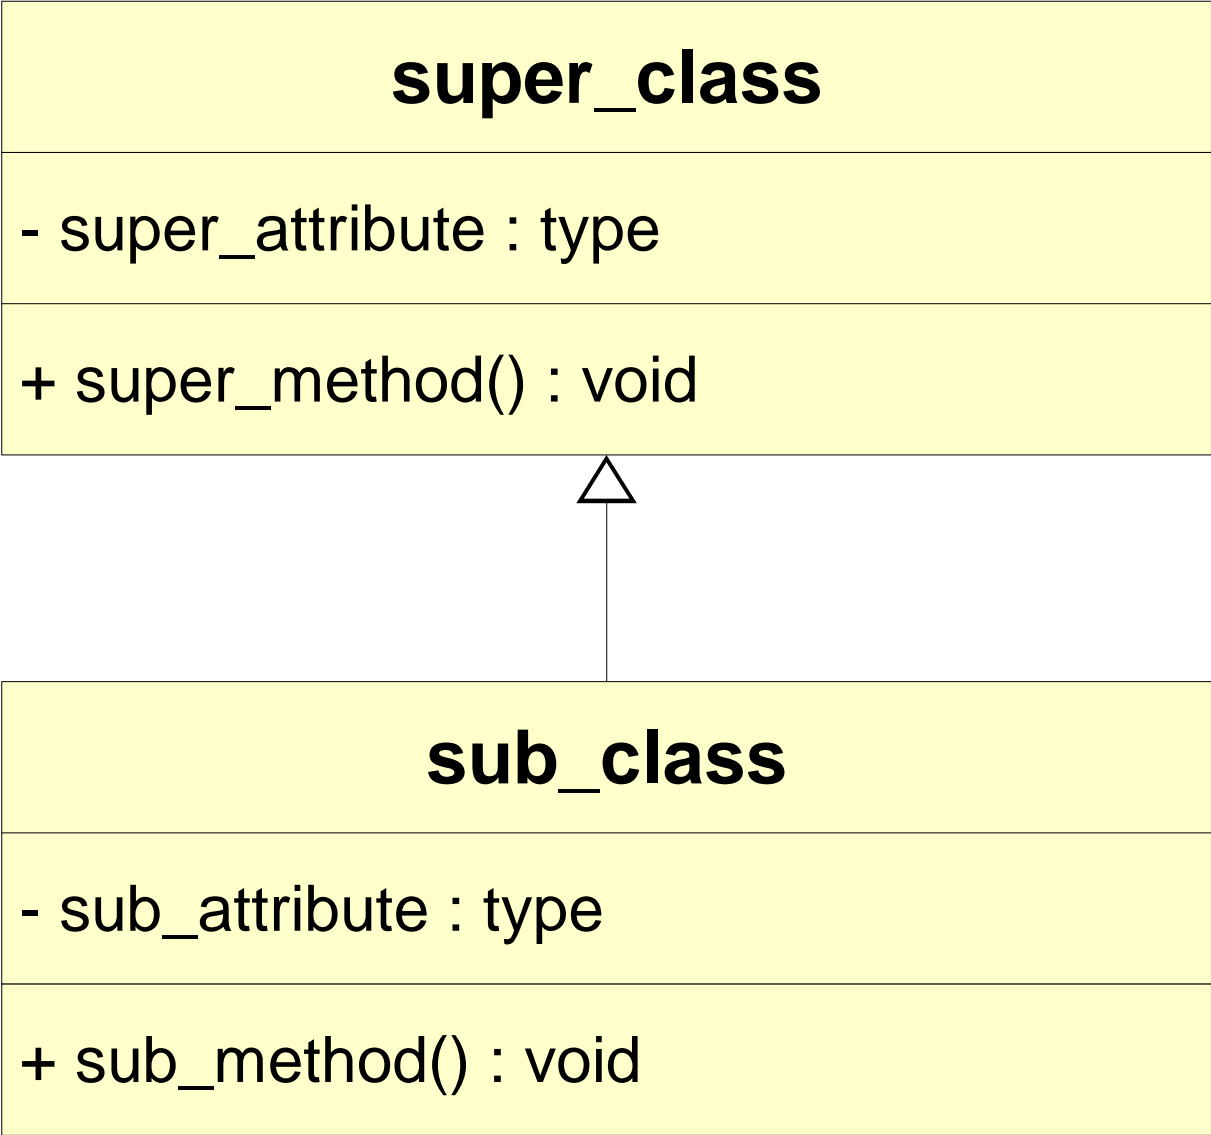 super_class
- super_attribute : type
+ super_method() : void
sub_class
- sub_attribute : type
+ sub_method() : void